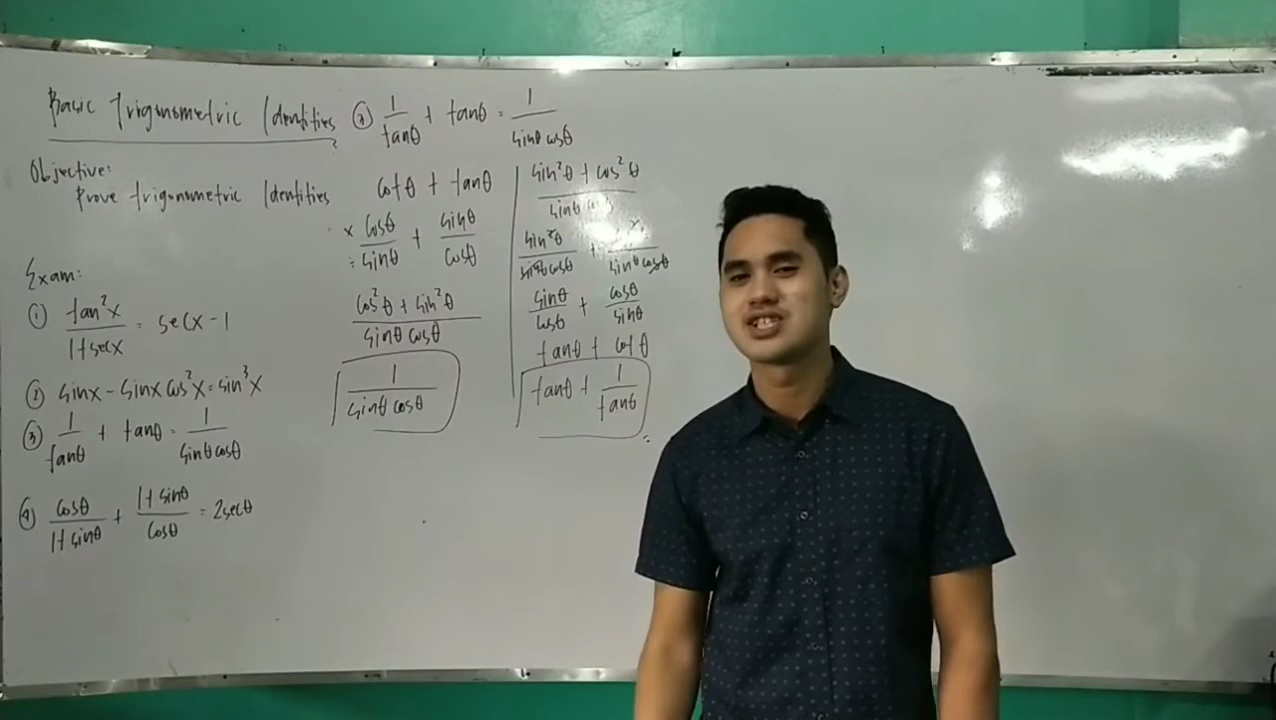 Basic Trigonometric Identities
Objective:
Prove trigonometric Identities
Exam:
① tan²x / 1+secx = secx - 1
② sinx - sinx cos²x = sin³x
③ 1/tanθ + tanθ = 1/sinθcosθ
④ cosθ/1+sinθ + 1+sinθ/cosθ = 2secθ
③ 1/tanθ + tanθ = 1/sinθ cosθ
cotθ + tanθ
× cosθ/sinθ + sinθ/cosθ
÷
cos²θ + sin²θ / sinθ cosθ
1 / sinθ cosθ
sin²θ + cos²θ / sinθ cosθ
sin²θ/sinθcosθ + /sinθcosθ
sinθ/cosθ + cosθ/sinθ
tanθ + cotθ
tanθ + 1/tanθ